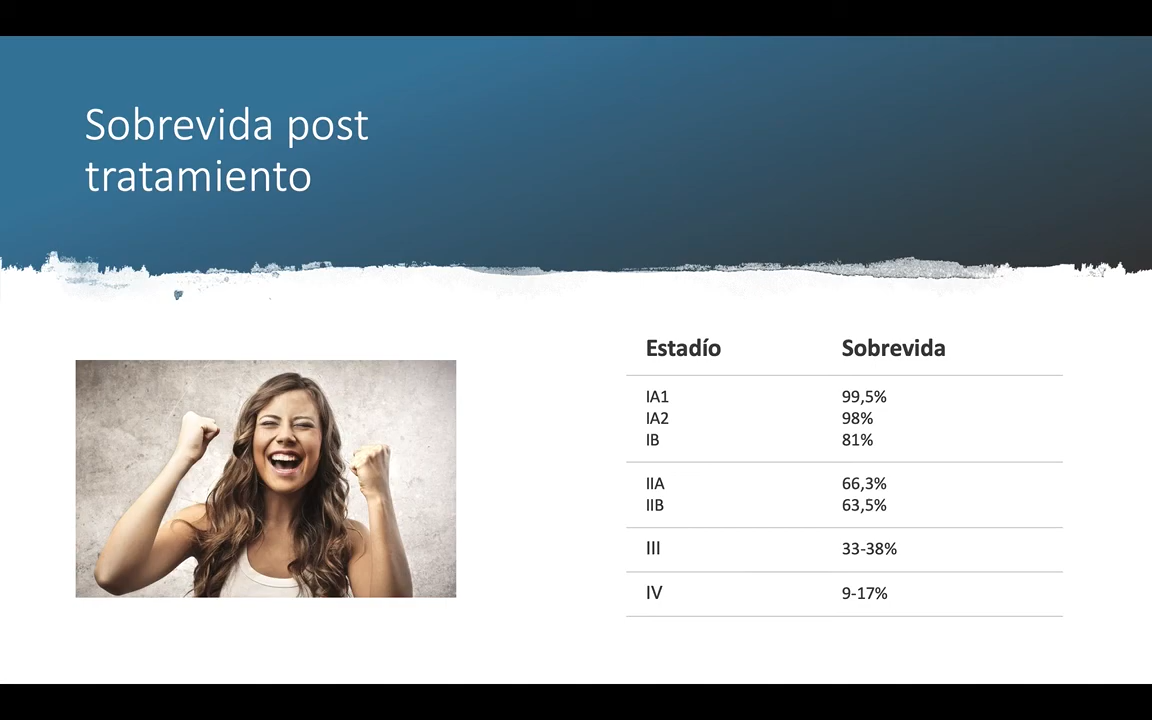 Sobrevida post
tratamiento
Estadío Sobrevida
IA1 99,5%
IA2 98%
IB 81%
IIA 66,3%
IIB 63,5%
III 33-38%
IV 9-17%